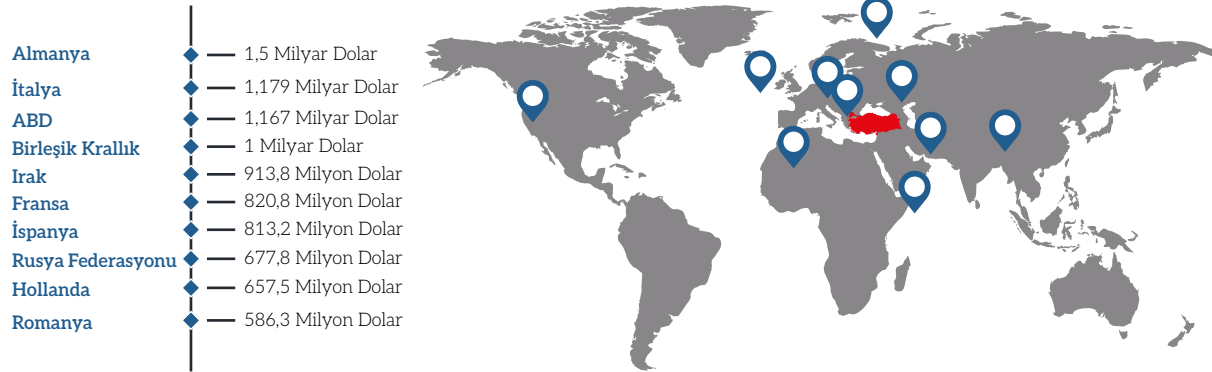 Almanya 1,5 Milyar Dolar
İtalya 1,179 Milyar Dolar
ABD 1,167 Milyar Dolar
Birleşik Krallık 1 Milyar Dolar
Irak 913,8 Milyon Dolar
Fransa 820,8 Milyon Dolar
İspanya 813,2 Milyon Dolar
Rusya Federasyonu 677,8 Milyon Dolar
Hollanda 657,5 Milyon Dolar
Romanya 586,3 Milyon Dolar